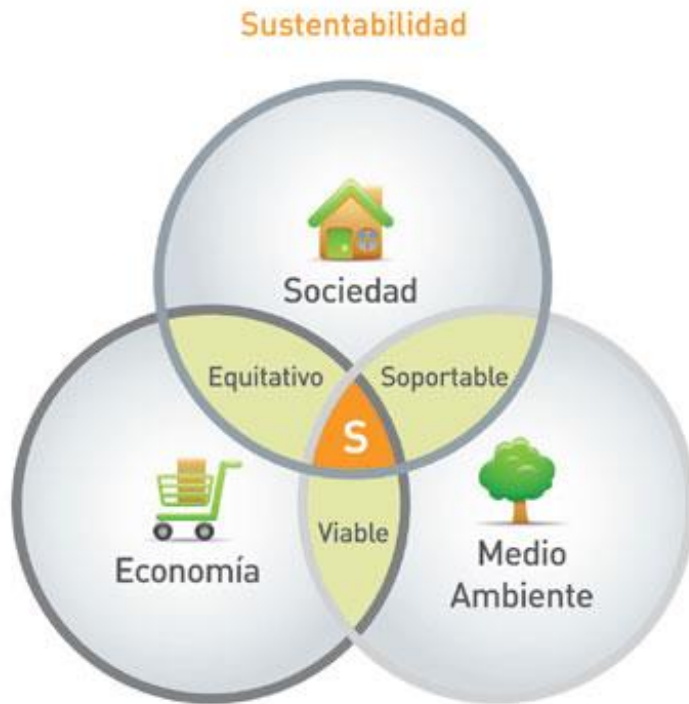 Sustentabilidad
Sociedad
Equitativo
Soportable
S
Viable
Economía
Medio
Ambiente